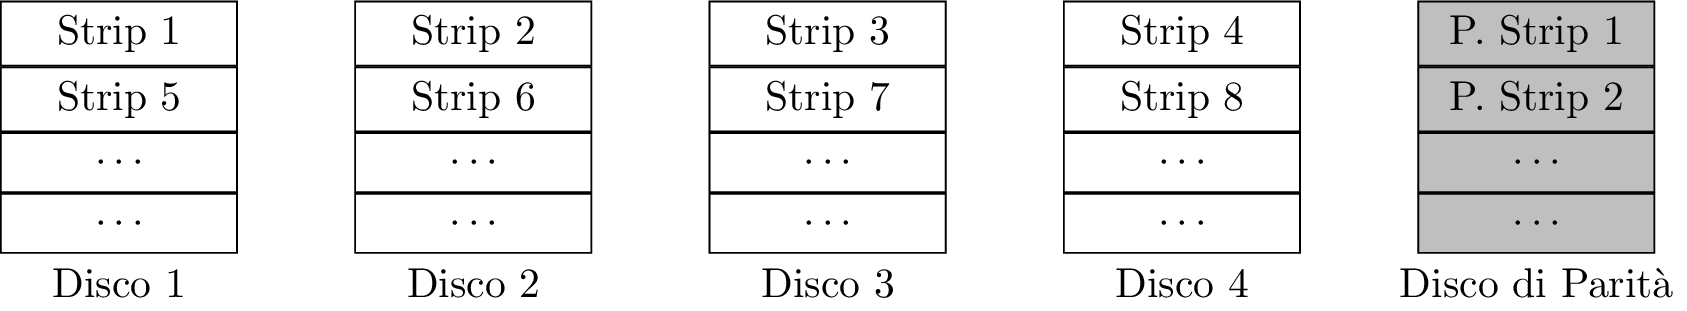 Strip 1 Strip 2 Strip 3 Strip 4 P. Strip 1
Strip 5 Strip 6 Strip 7 Strip 8 P. Strip 2
... ... ... ... ...
... ... ... ... ...
Disco 1 Disco 2 Disco 3 Disco 4 Disco di Parità